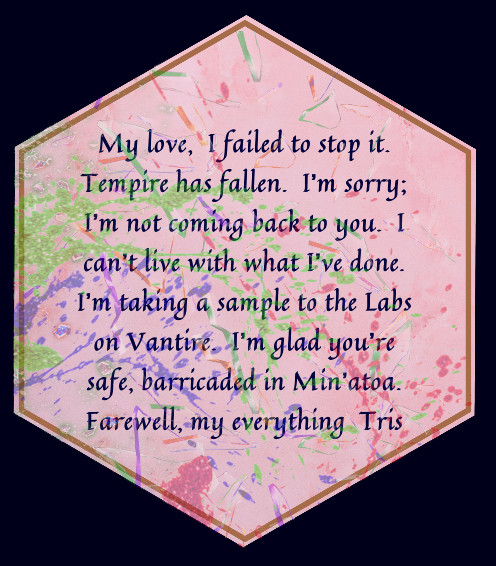 My love,  I failed to stop it.
Tempire has fallen.  I'm sorry;
I'm not coming back to you.  I
can't live with what I've done.
I'm taking a sample to the Labs
on Vantire.  I'm glad you're
safe, barricaded in Min'atoa.
Farewell, my everything  Tris